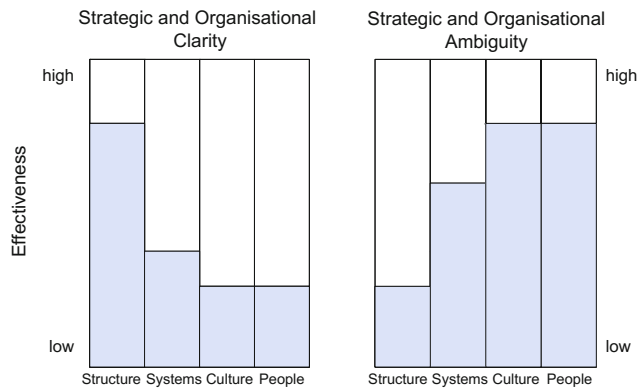 Strategic and Organisational
Clarity
Strategic and Organisational
Ambiguity
high
high
Effectiveness
low
low
Structure Systems Culture People
Structure Systems Culture People